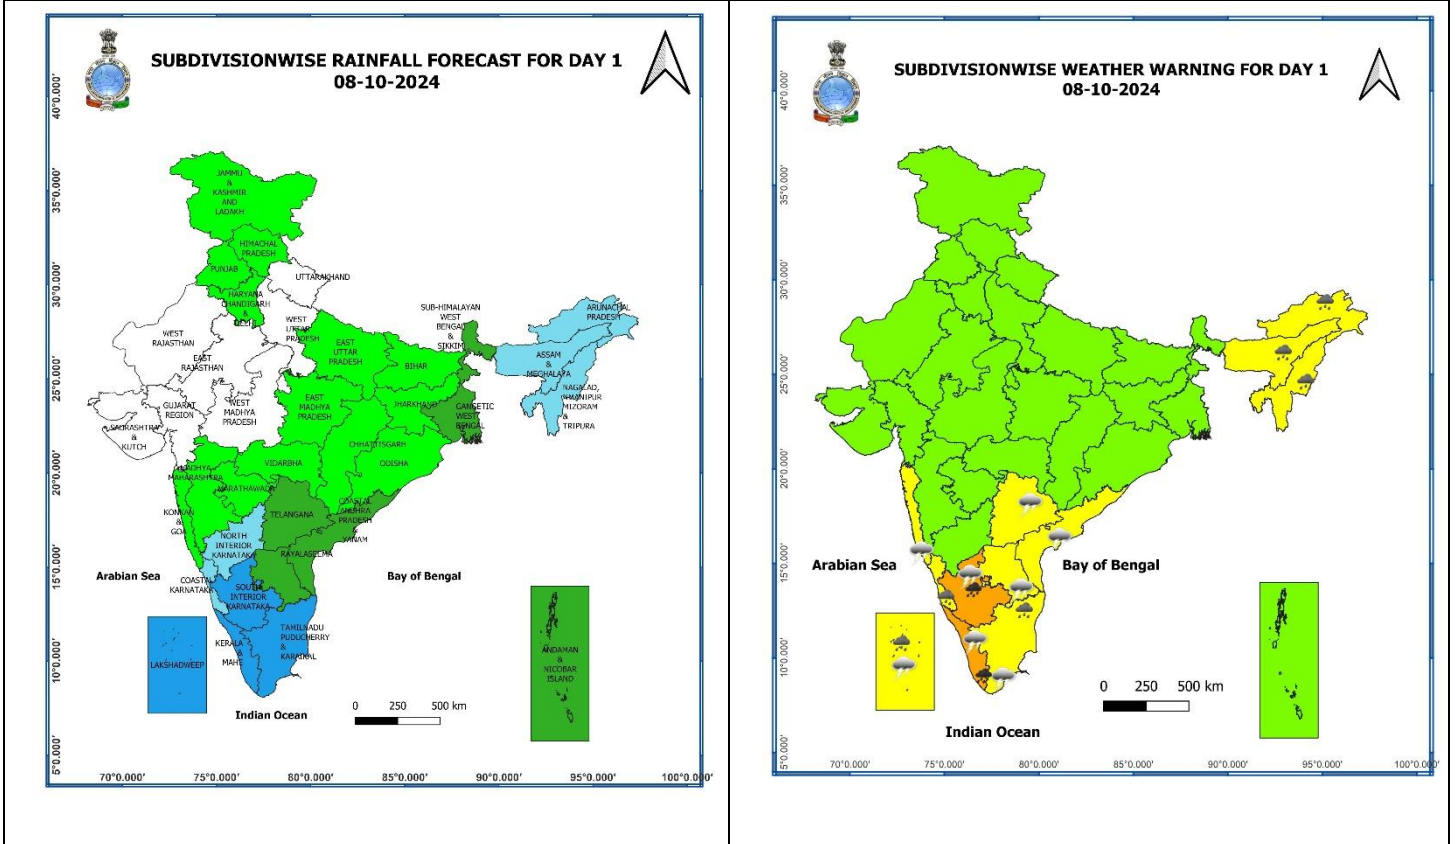 SUBDIVISIONWISE RAINFALL FORECAST FOR DAY 1
08-10-2024
40°0.000'
35°0.000'
30°0.000'
25°0.000'
20°0.000'
15°0.000'
10°0.000'
5°0.000'
JAMMU
&
KASHMIR
AND
LADAKH
HIMACHAL
PRADESH
PUNJAB
UTTARAKHAND
HARYANA
CHANDIGARH
&
DELHI
WEST
RAJASTHAN
WEST
UTTAR
PRADESH
EAST
RAJASTHAN
EAST
UTTAR
PRADESH
SUB-HIMALAYAN
WEST
BENGAL
&
SIKKIM
ARUNACHAL
PRADESH
ASSAM
&
MEGHALAYA
NAGALAD,
MANIPUR
MIZORAM
&
TRIPURA
BIHAR
GUJARAT
REGION
SAURASHTRA
&
KUTCH
WEST
MADHYA
PRADESH
EAST
MADHYA
PRADESH
JHARKHAND
GANGETIC
WEST
BENGAL
CHHATTISGARH
ODISHA
VIDARBHA
MADHYA
MAHARASHTRA
MARATHAWADA
KONKAN
&
GOA
TELANGANA
COASTAL
ANDHRA
PRADESH
&
YANAM
NORTH
INTERIOR
KARNATAKA
RAYALASEEMA
COASTAL
KARNATAKA
SOUTH
INTERIOR
KARNATAKA
TAMILNADU
PUDUCHERRY
&
KARAIKAL
KERALA
&
MAHE
LAKSHADWEEP
ANDAMAN
&
NICOBAR
ISLAND
Arabian Sea
Bay of Bengal
Indian Ocean
0 250 500 km
70°0.000' 75°0.000' 80°0.000' 85°0.000' 90°0.000' 95°0.000' 100°0.000'
SUBDIVISIONWISE WEATHER WARNING FOR DAY 1
08-10-2024
40°0.000'
35°0.000'
30°0.000'
25°0.000'
20°0.000'
15°0.000'
10°0.000'
5°0.000'
Arabian Sea
Bay of Bengal
Indian Ocean
0 250 500 km
70°0.000' 75°0.000' 80°0.000' 85°0.000' 90°0.000' 95°0.000' 100°0.000'